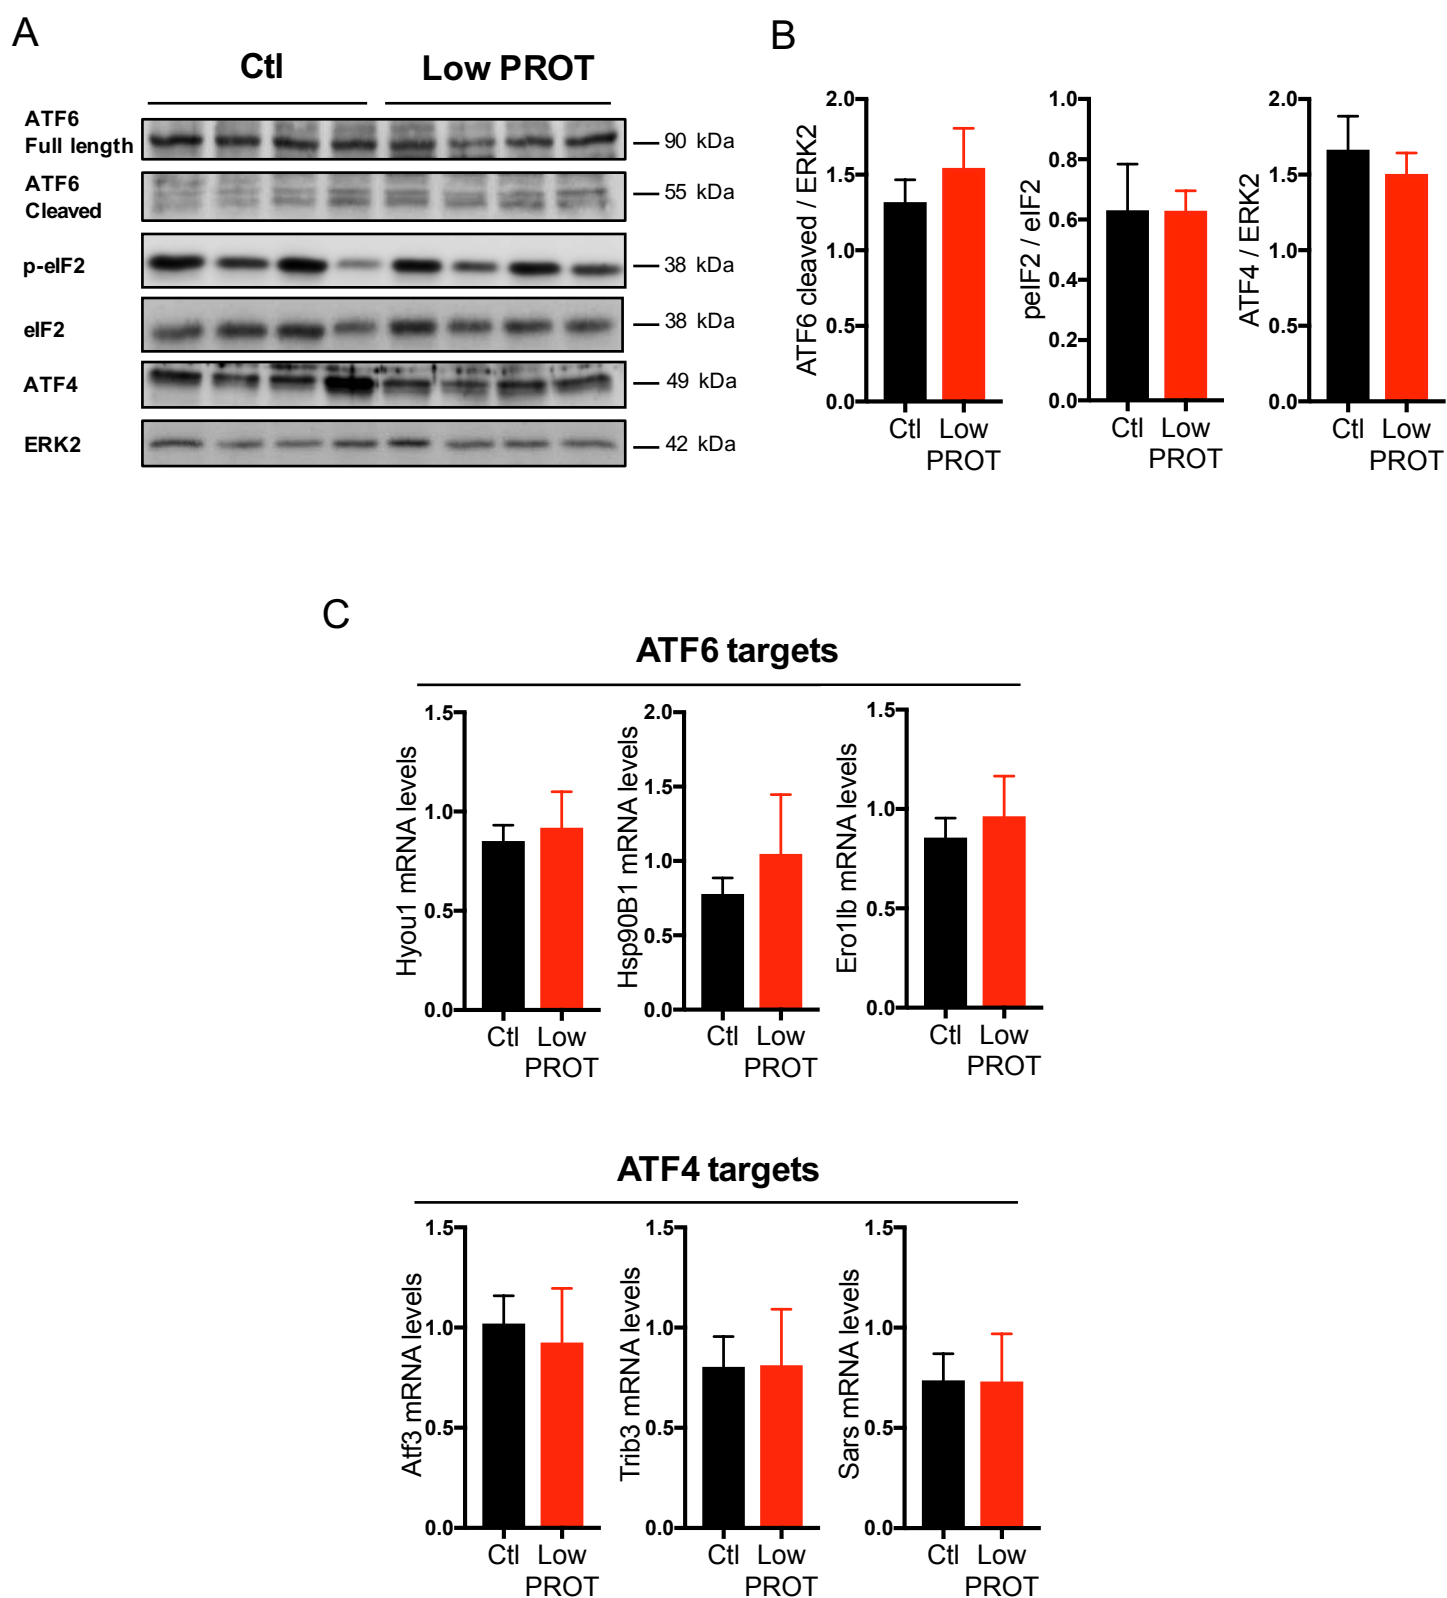 A
Ctl
Low PROT
ATF6
Full length
90 kDa
ATF6
Cleaved
55 kDa
p-eIF2
38 kDa
eIF2
38 kDa
ATF4
49 kDa
ERK2
42 kDa
B
ATF6 cleaved / ERK2
2.0
1.5
1.0
0.5
0.0
Ctl
Low
PROT
peIF2 / eIF2
1.0
0.8
0.6
0.4
0.2
0.0
Ctl
Low
PROT
ATF4 / ERK2
2.0
1.5
1.0
0.5
0.0
Ctl
Low
PROT
C
ATF6 targets
Hyou1 mRNA levels
1.5
1.0
0.5
0.0
Ctl
Low
PROT
Hsp90B1 mRNA levels
2.0
1.5
1.0
0.5
0.0
Ctl
Low
PROT
Ero1lb mRNA levels
1.5
1.0
0.5
0.0
Ctl
Low
PROT
ATF4 targets
Atf3 mRNA levels
1.5
1.0
0.5
0.0
Ctl
Low
PROT
Trib3 mRNA levels
1.5
1.0
0.5
0.0
Ctl
Low
PROT
Sars mRNA levels
1.5
1.0
0.5
0.0
Ctl
Low
PROT